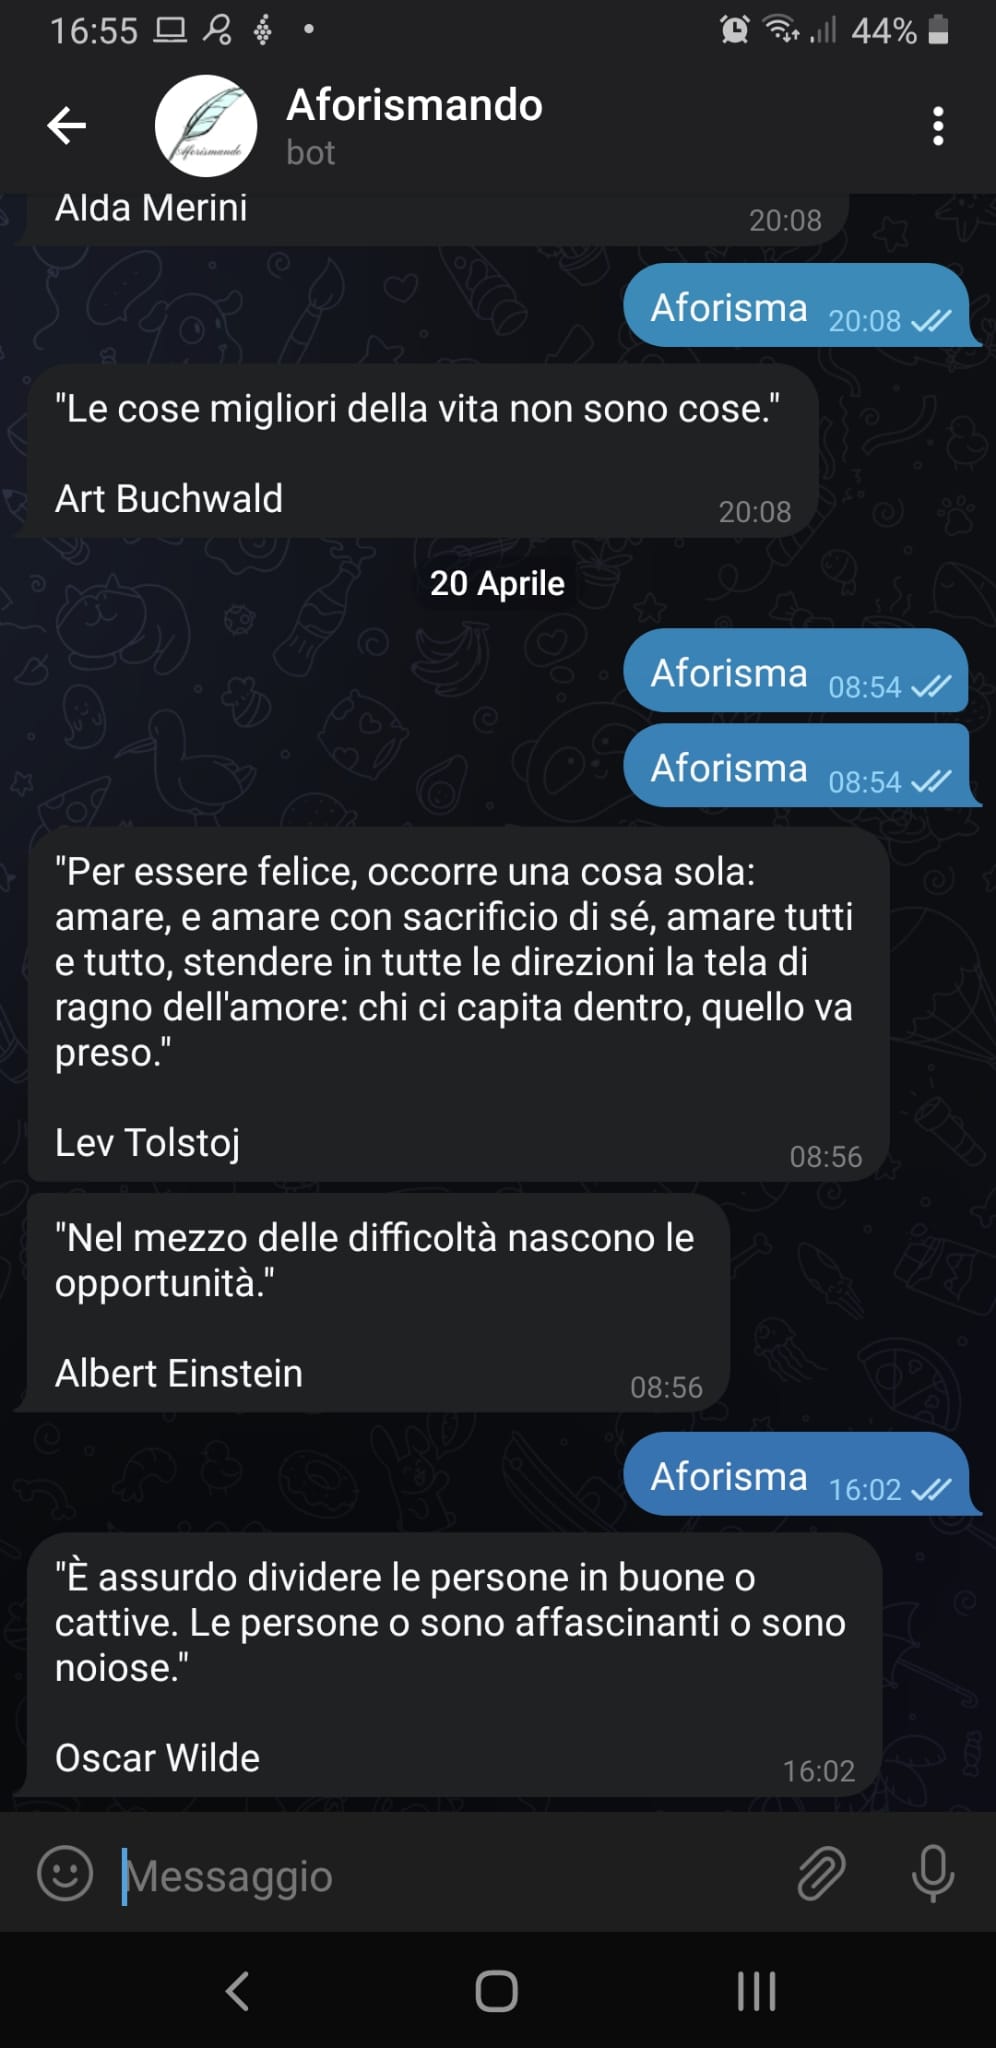 16:55
44%
Aforismando
Aforismando
bot
Alda Merini
20:08
Aforisma 20:08
"Le cose migliori della vita non sono cose."
Art Buchwald
20:08
20 Aprile
Aforisma 08:54
Aforisma 08:54
"Per essere felice, occorre una cosa sola:
amare, e amare con sacrificio di sé, amare tutti
e tutto, stendere in tutte le direzioni la tela di
ragno dell'amore: chi ci capita dentro, quello va
preso."
Lev Tolstoj
08:56
"Nel mezzo delle difficoltà nascono le
opportunità."
Albert Einstein
08:56
Aforisma 16:02
"È assurdo dividere le persone in buone o
cattive. Le persone o sono affascinanti o sono
noiose."
Oscar Wilde
16:02
Messaggio